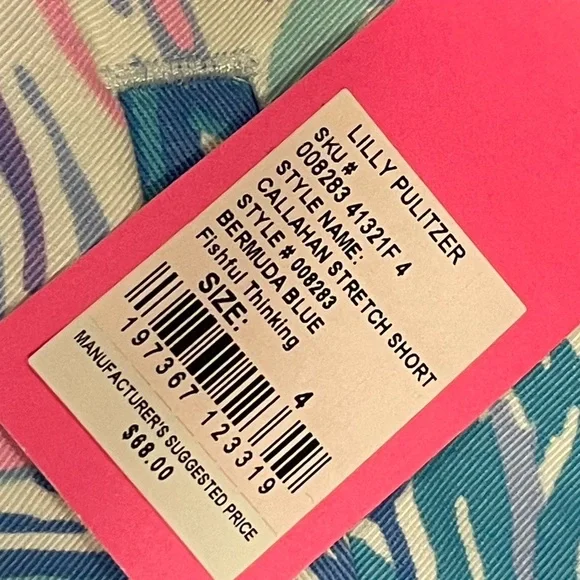 LILLY PULITZER
SKU #
008283 41321F 4
STYLE NAME:
CALLAHAN STRETCH SHORT
STYLE # 008283
BERMUDA BLUE
Fishful Thinking
SIZE:
4
197367 123319
MANUFACTURER'S SUGGESTED PRICE
$68.00